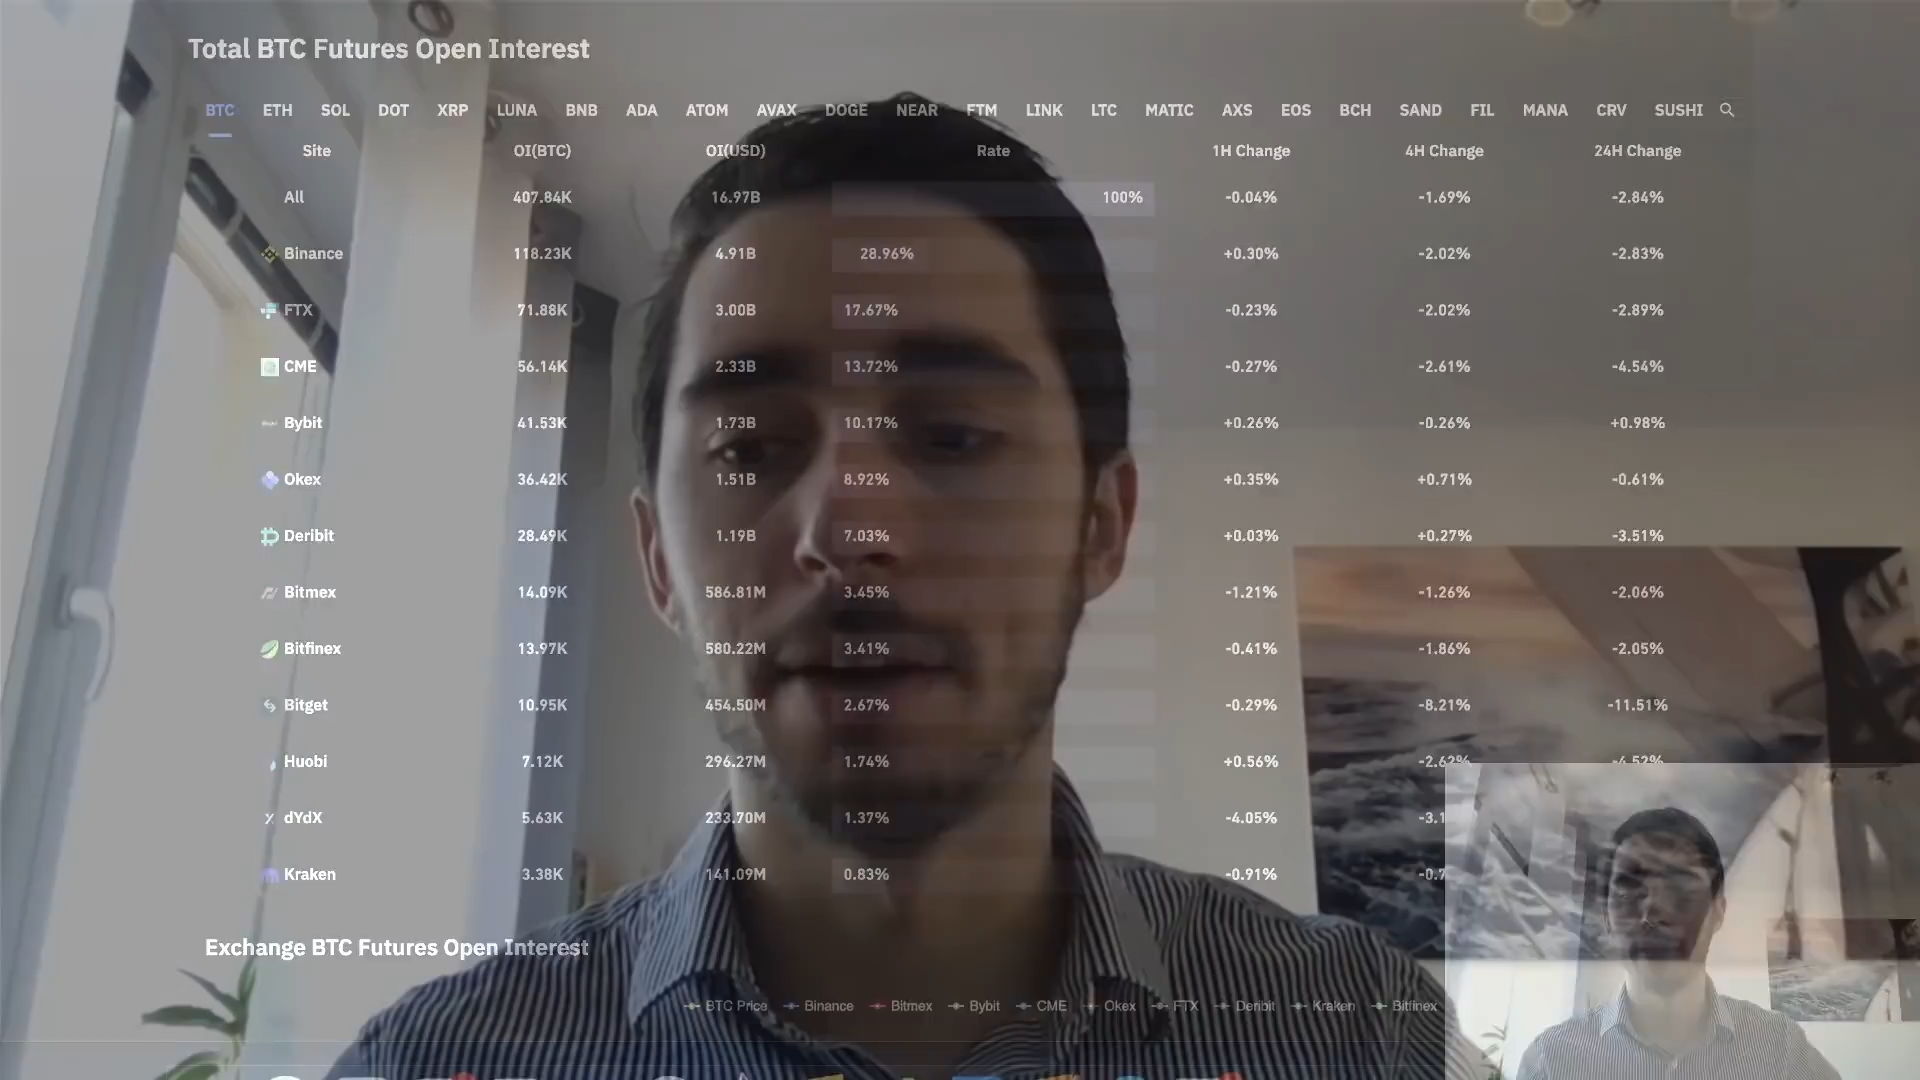 Total BTC Futures Open Interest
BTC ETH SOL DOT XRP LUNA BNB ADA ATOM AVAX DOGE NEAR FTM LINK LTC MATIC AXS EOS BCH SAND FIL MANA CRV SUSHI
Site OI(BTC) OI(USD) Rate 1H Change 4H Change 24H Change
All 407.84K 16.97B 100% -0.04% -1.69% -2.84%
Binance 118.23K 4.91B 28.96% +0.30% -2.02% -2.83%
FTX 71.88K 3.00B 17.67% -0.23% -2.02% -2.89%
CME 56.14K 2.33B 13.72% -0.27% -2.61% -4.54%
Bybit 41.53K 1.73B 10.17% +0.26% -0.26% +0.98%
Okex 36.42K 1.51B 8.92% +0.35% +0.71% -0.61%
Deribit 28.49K 1.19B 7.03% +0.03% +0.27% -3.51%
Bitmex 14.09K 586.81M 3.45% -1.21% -1.26% -2.06%
Bitfinex 13.97K 580.22M 3.41% -0.41% -1.86% -2.05%
Bitget 10.95K 454.50M 2.67% -0.29% -8.21% -11.51%
Huobi 7.12K 296.27M 1.74% +0.56% -2.62% -4.52%
dYdX 5.63K 233.70M 1.37% -4.05% -3.1
Kraken 3.38K 141.09M 0.83% -0.91% -0.7
Exchange BTC Futures Open Interest
BTC Price Binance Bitmex Bybit CME Okex FTX Deribit Kraken Bitfinex